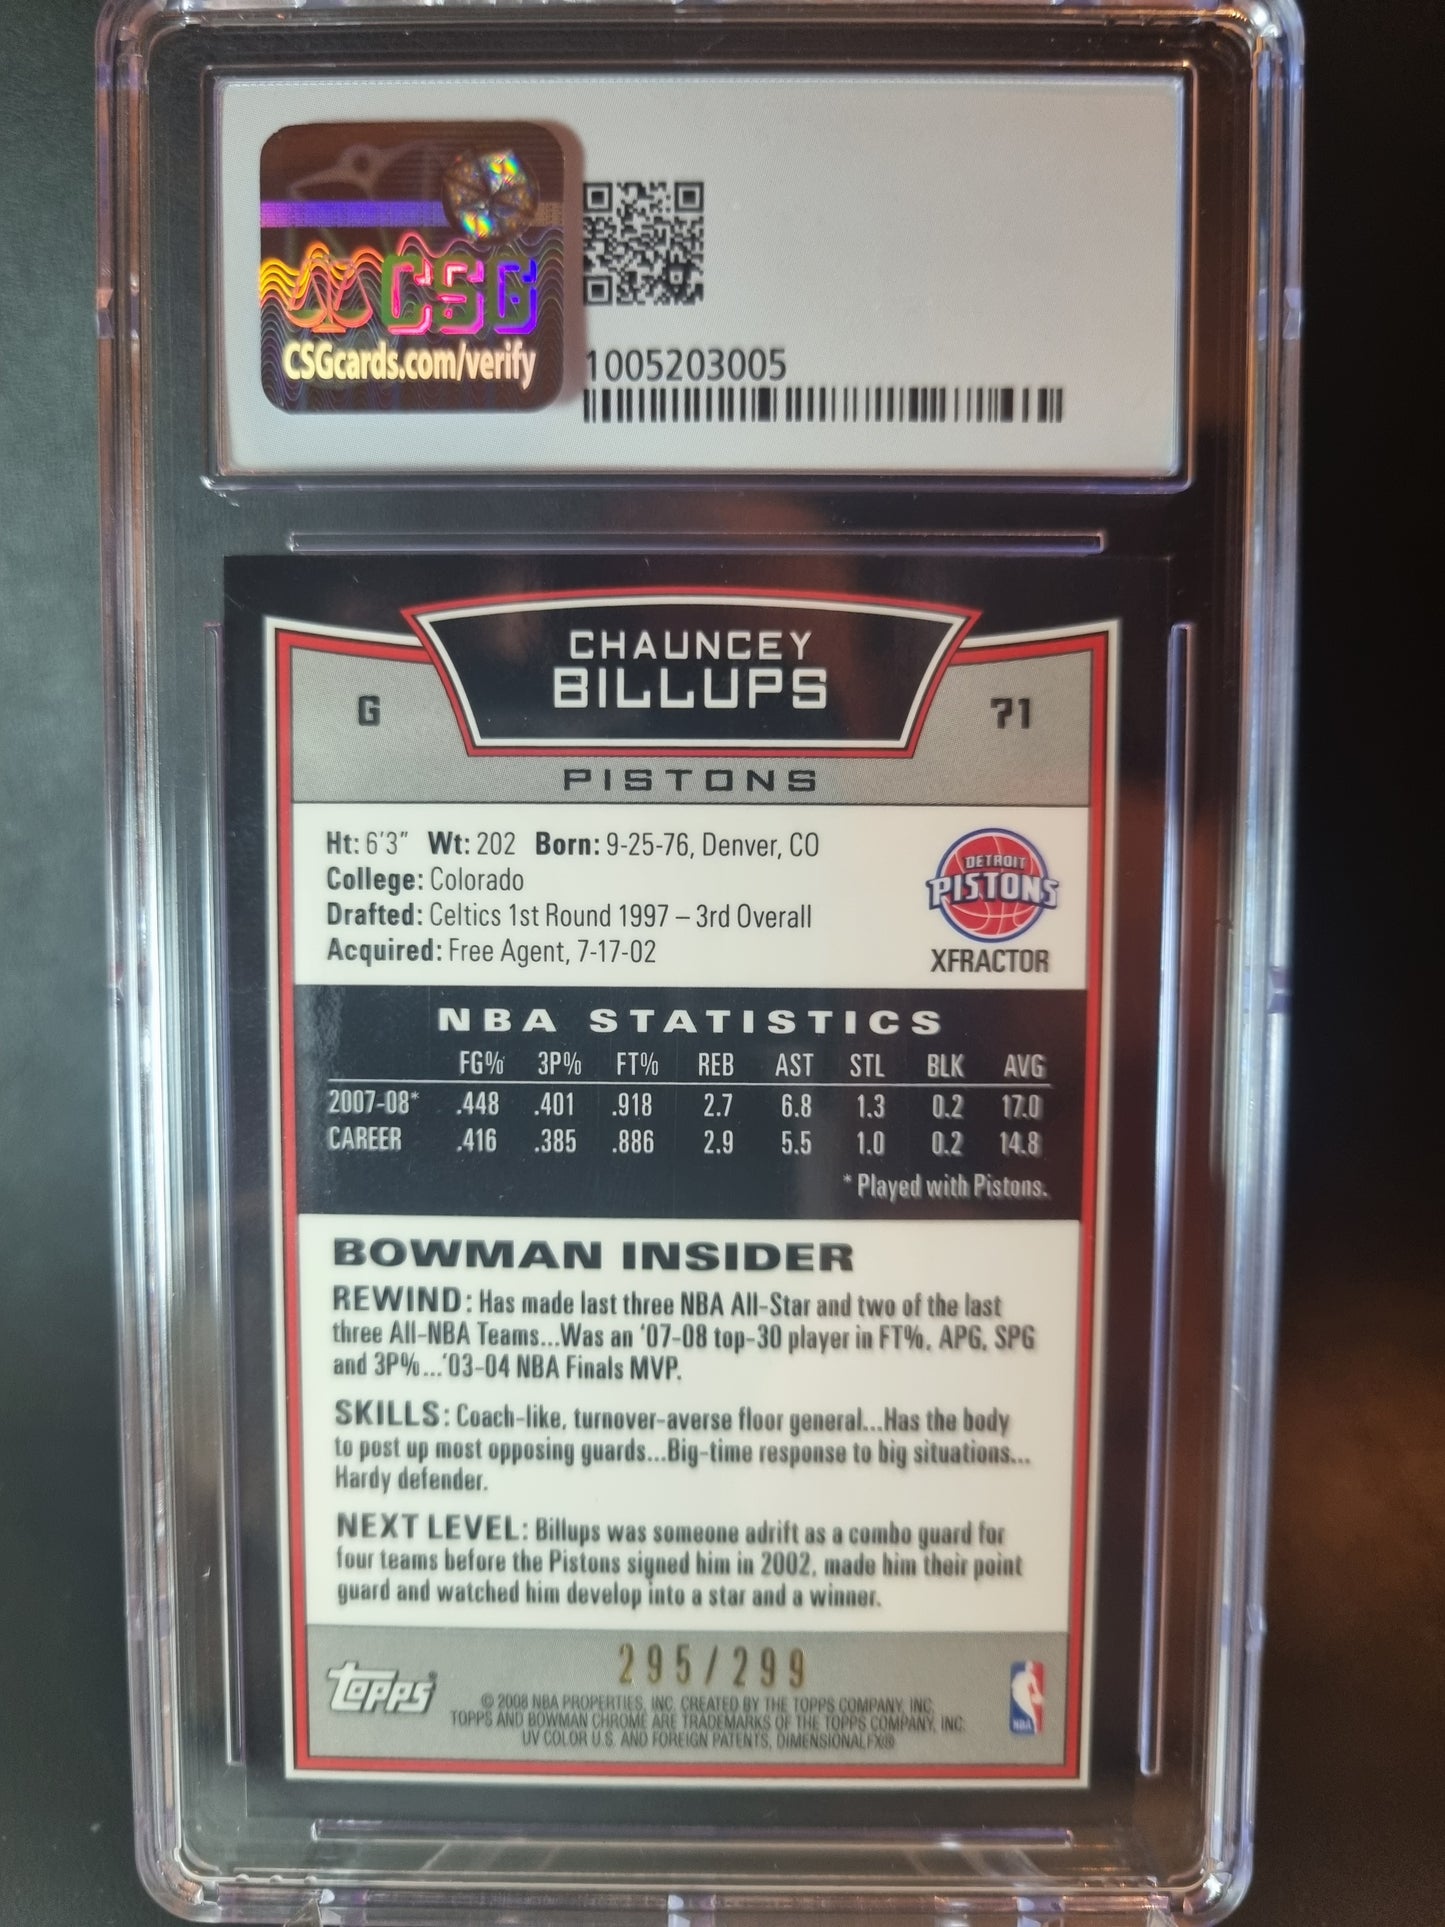 CSG
CSGcards.com/verify
1005203005
CHAUNCEY
BILLUPS
G
71
PISTONS
Ht: 6'3" Wt: 202 Born: 9-25-76, Denver, CO
College: Colorado
Drafted: Celtics 1st Round 1997 – 3rd Overall
Acquired: Free Agent, 7-17-02
DETROIT
PISTONS
XFRACTOR
NBA STATISTICS
FG% 3P% FT% REB AST STL BLK AVG
2007-08* .448 .401 .918 2.7 6.8 1.3 0.2 17.0
CAREER .416 .385 .886 2.9 5.5 1.0 0.2 14.8
* Played with Pistons.
BOWMAN INSIDER
REWIND: Has made last three NBA All-Star and two of the last
three All-NBA Teams...Was an '07-08 top-30 player in FT%, APG, SPG
and 3P%...'03-04 NBA Finals MVP.
SKILLS: Coach-like, turnover-averse floor general...Has the body
to post up most opposing guards...Big-time response to big situations...
Hardy defender.
NEXT LEVEL: Billups was someone adrift as a combo guard for
four teams before the Pistons signed him in 2002, made him their point
guard and watched him develop into a star and a winner.
295/299
topps®
© 2008 NBA PROPERTIES, INC. CREATED BY THE TOPPS COMPANY, INC.
TOPPS AND BOWMAN CHROME ARE TRADEMARKS OF THE TOPPS COMPANY, INC.
UV COLOR U.S. AND FOREIGN PATENTS, DIMENSIONALFX®
NBA